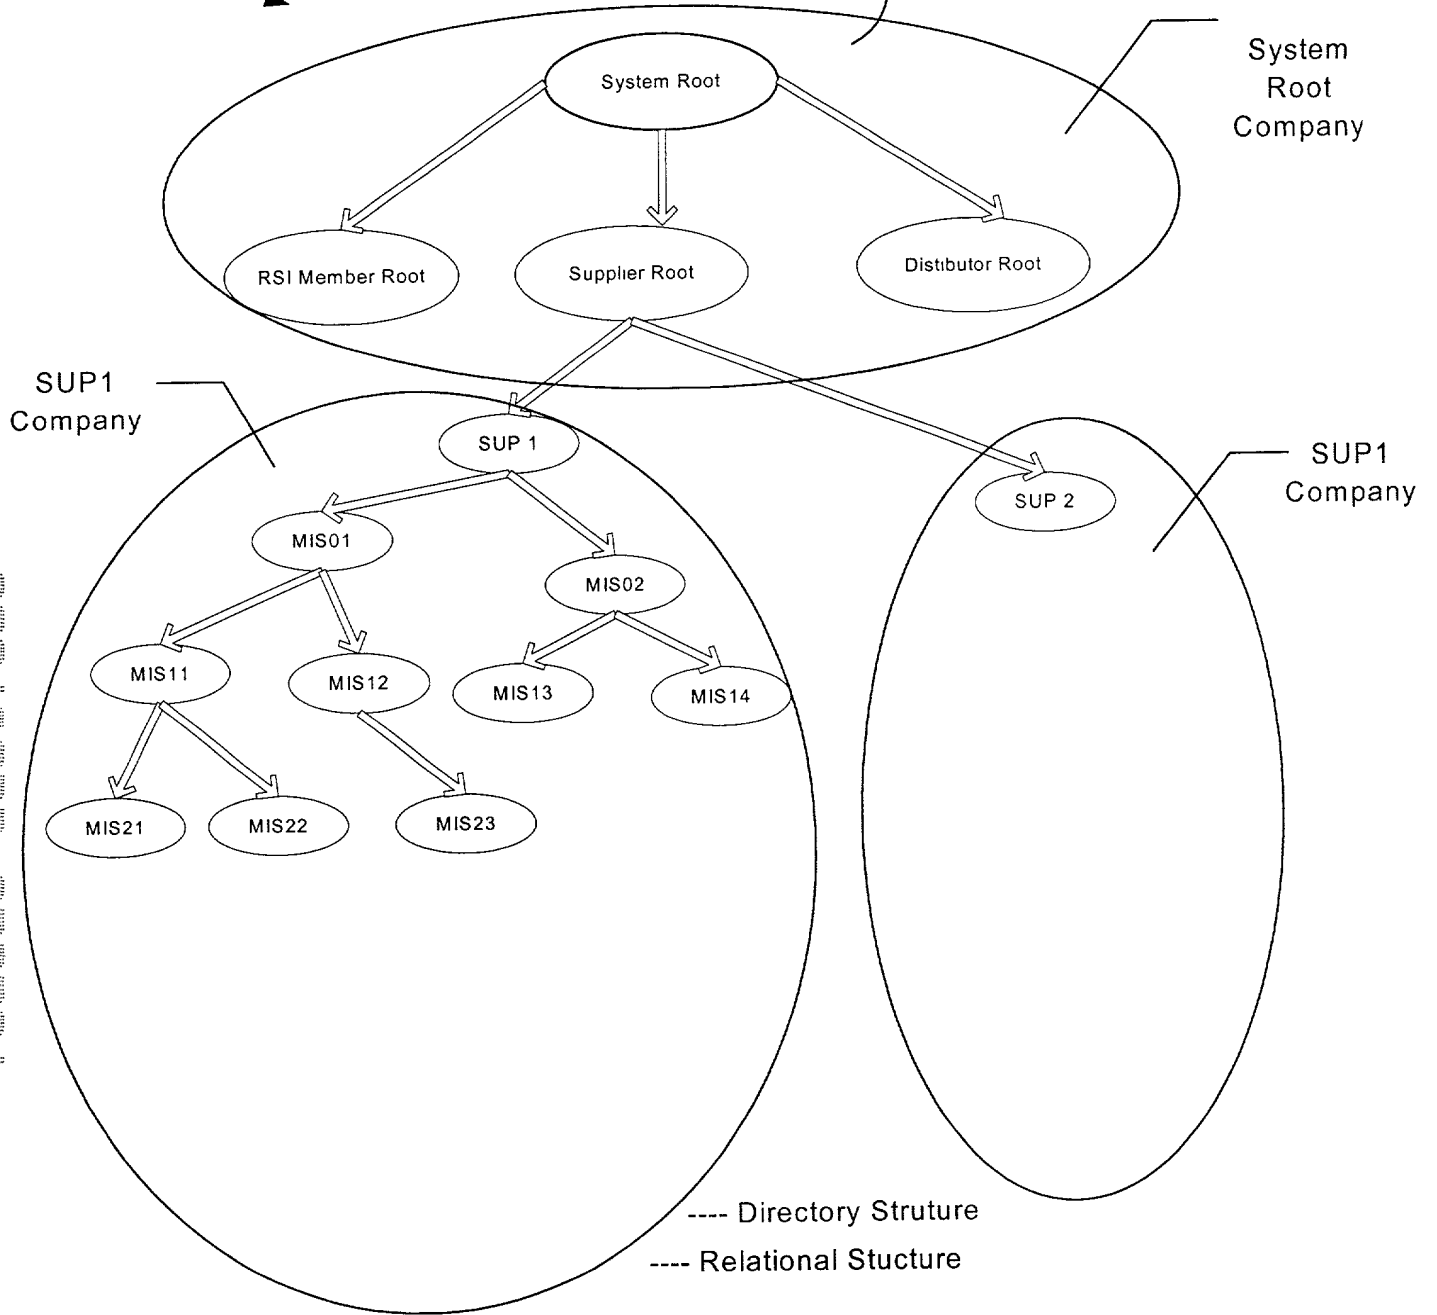 System Root
System
Root
Company
RSI Member Root
Supplier Root
Distibutor Root
SUP1
Company
SUP 1
SUP1
Company
SUP 2
MIS01
MIS02
MIS11
MIS12
MIS13
MIS14
MIS21
MIS22
MIS23
---- Directory Struture
---- Relational Stucture